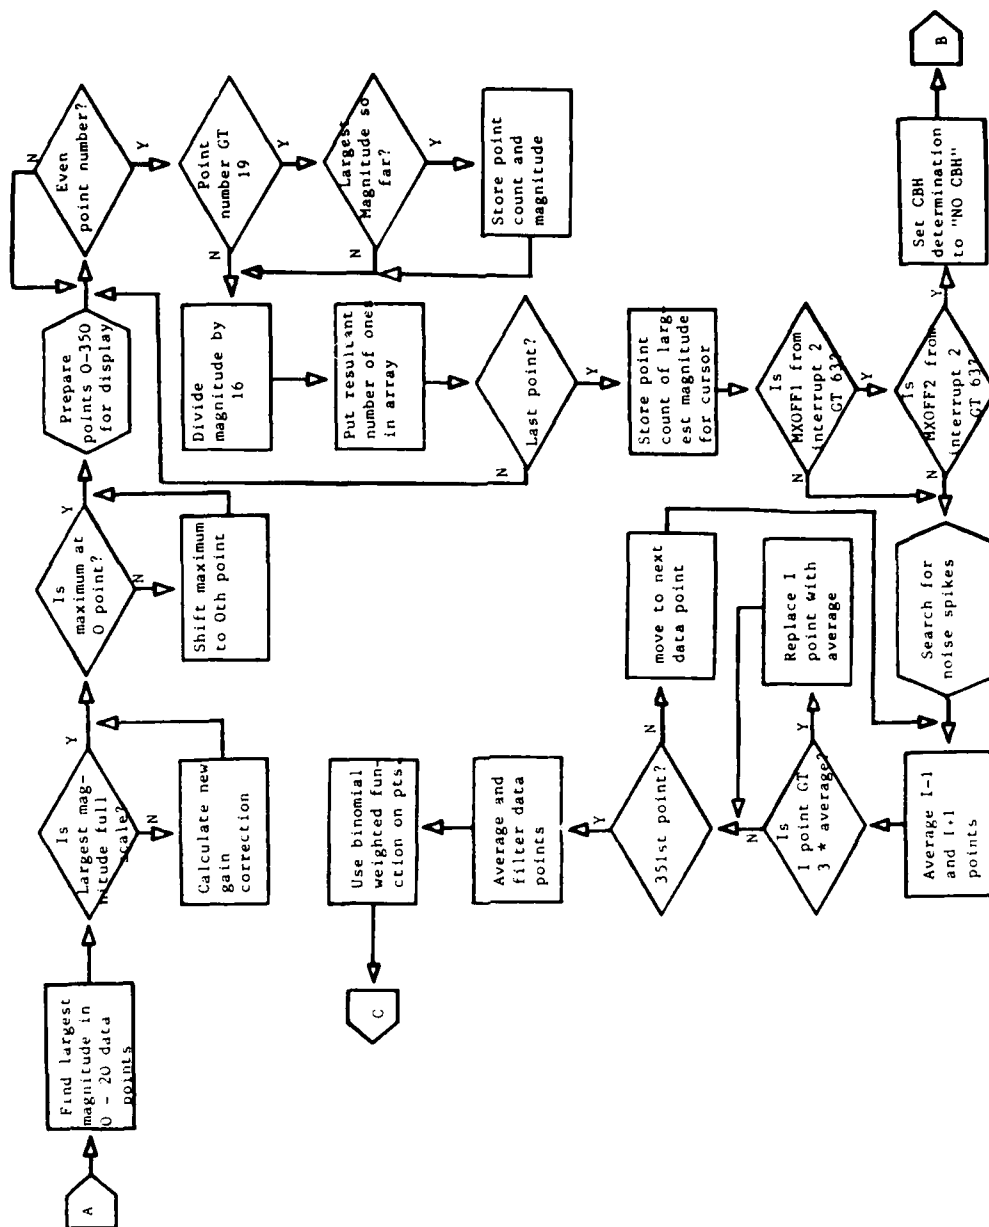 A
Find largest
magnitude in
0 - 20 data
points
Is
Largest mag-
nitude full
scale?
Y
N
Calculate new
gain
correction
Is
maximum at
0 point?
Y
N
Shift maximum
to 0th point
Prepare
points 0-350
for display
Even
point number?
N
Y
Point
number GT
19
N
Y
Largest
Magnitude so
far?
N
Y
Store point
count and
magnitude
Divide
magnitude by
16
Put resultant
number of ones
in array
Last point?
N
Y
Store point
count of larg-
est magnitude
for cursor
Is
MXOFF1 from
interrupt 2
GT 63?
N
Y
Is
MXOFF2 from
interrupt 2
GT 63?
N
Y
Set CBH
determination
to "NO CBH"
B
Search for
noise spikes
Average I-1
and I+1
points
Is
I point GT
3 * average?
Y
N
Replace I
point with
average
351st point?
N
Y
move to next
data point
Average and
filter data
points
Use binomial
weighted fun-
ction on pts.
C